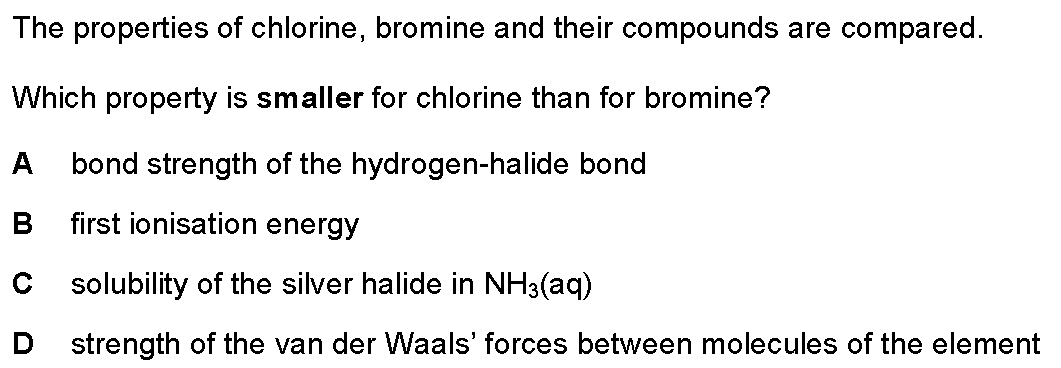 The properties of chlorine, bromine and their compounds are compared.
Which property is smaller for chlorine than for bromine?
A bond strength of the hydrogen-halide bond
B first ionisation energy
C solubility of the silver halide in NH₃(aq)
D strength of the van der Waals’ forces between molecules of the element